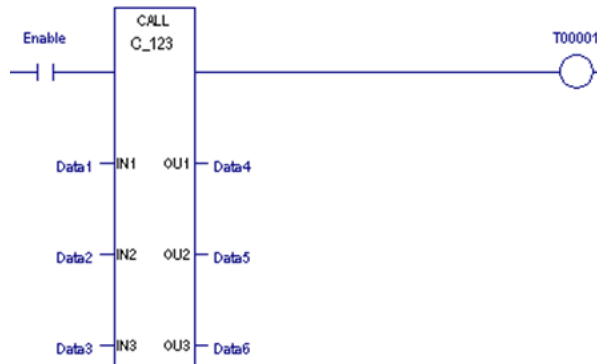 CALL
Enable C_123 T00001
Data1 IN1 OU1 Data4
Data2 IN2 OU2 Data5
Data3 IN3 OU3 Data6